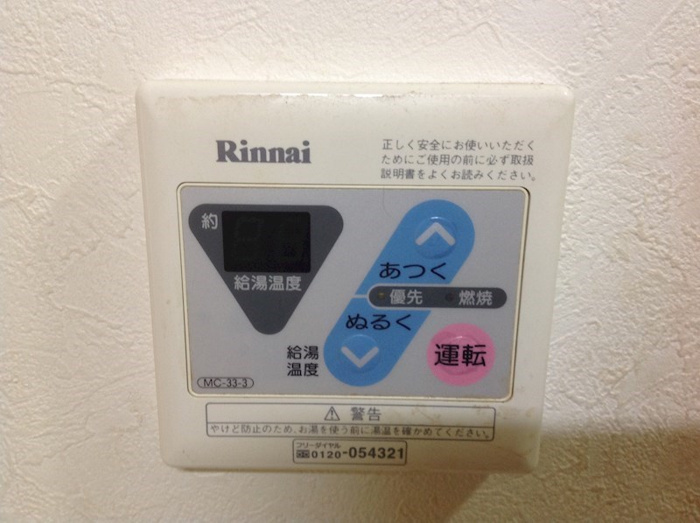 Rinnai
正しく安全にお使いいただく
ためにご使用の前に必ず取扱
説明書をよくお読みください。
約
給湯温度
あつく
優先 燃焼
ぬるく
給湯
温度
運転
MC-33-3
⚠ 警告
やけど防止のため、お湯を使う前に湯温を確かめてください。
フリーダイヤル
0120-054321